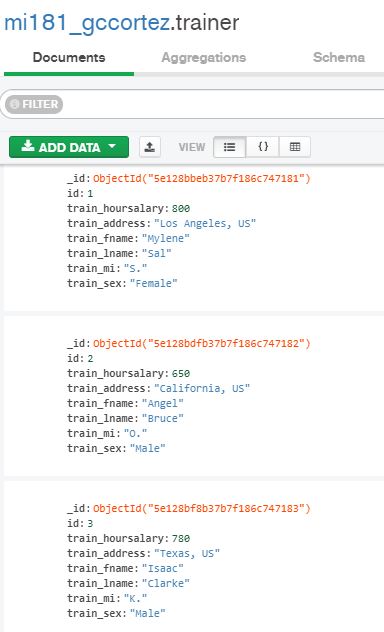 mi181_gccortez.trainer
Documents Aggregations Schema
FILTER
ADD DATA VIEW {}
_id: ObjectId("5e128bbeb37b7f186c747181")
id: 1
train_hoursalary: 800
train_address: "Los Angeles, US"
train_fname: "Mylene"
train_lname: "Sal"
train_mi: "S."
train_sex: "Female"
_id: ObjectId("5e128bdfb37b7f186c747182")
id: 2
train_hoursalary: 650
train_address: "California, US"
train_fname: "Angel"
train_lname: "Bruce"
train_mi: "O."
train_sex: "Male"
_id: ObjectId("5e128bf8b37b7f186c747183")
id: 3
train_hoursalary: 780
train_address: "Texas, US"
train_fname: "Isaac"
train_lname: "Clarke"
train_mi: "K."
train_sex: "Male"